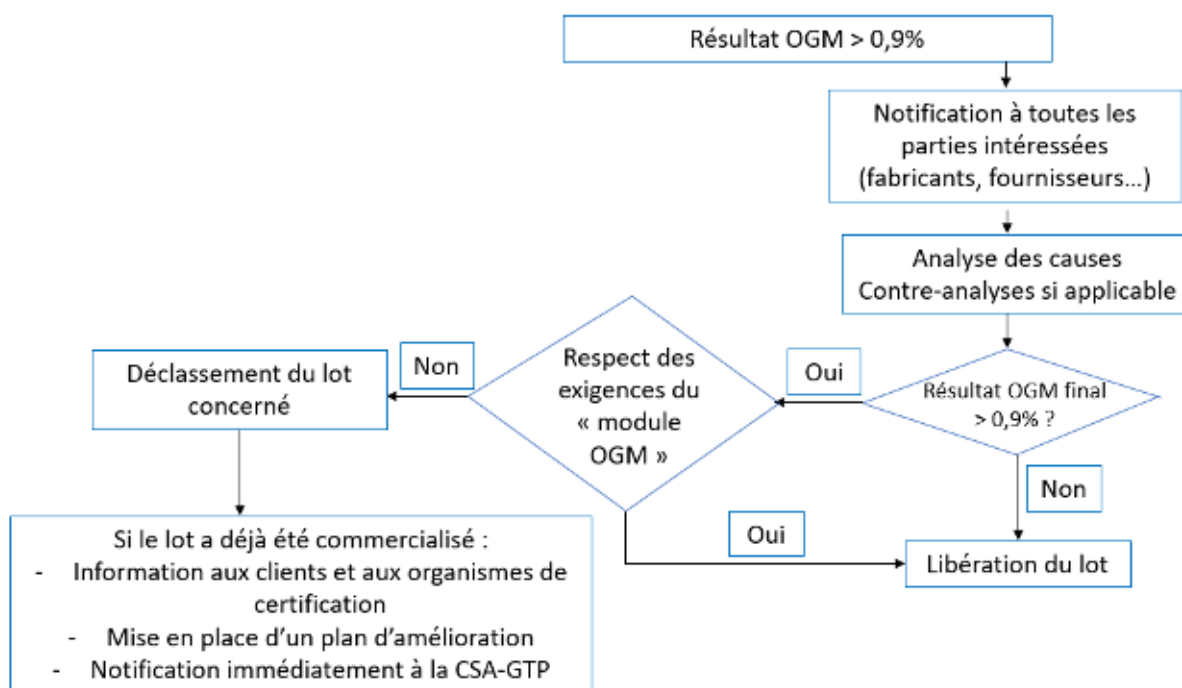 Résultat OGM > 0,9%
Notification à toutes les
parties intéressées
(fabricants, fournisseurs...)
Analyse des causes
Contre-analyses si applicable
Résultat OGM final
> 0,9% ?
Oui
Non
Respect des
exigences du
« module
OGM »
Non
Oui
Libération du lot
Déclassement du lot
concerné
Si le lot a déjà été commercialisé :
- Information aux clients et aux organismes de
certification
- Mise en place d'un plan d'amélioration
- Notification immédiatement à la CSA-GTP